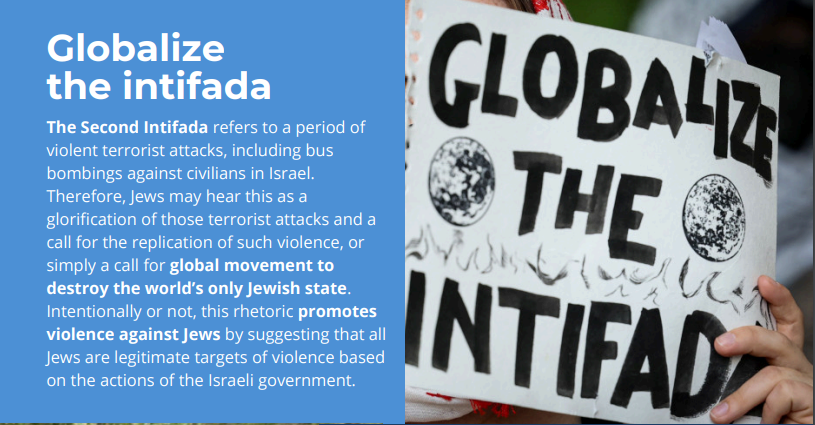 Globalize
the intifada
The Second Intifada refers to a period of
violent terrorist attacks, including bus
bombings against civilians in Israel.
Therefore, Jews may hear this as a
glorification of those terrorist attacks and a
call for the replication of such violence, or
simply a call for global movement to
destroy the world’s only Jewish state.
Intentionally or not, this rhetoric promotes
violence against Jews by suggesting that all
Jews are legitimate targets of violence based
on the actions of the Israeli government.
GLOBALIZE
THE
INTIFADA